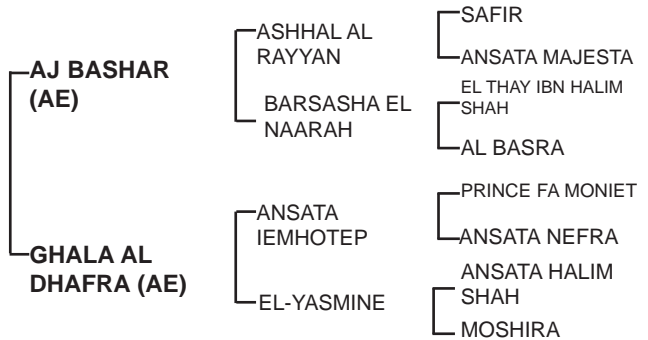 AJ BASHAR
(AE)
GHALA AL
DHAFRA (AE)
ASHHAL AL
RAYYAN
BARSASHA EL
NAARAH
ANSATA
IEMHOTEP
EL-YASMINE
SAFIR
ANSATA MAJESTA
EL THAY IBN HALIM
SHAH
AL BASRA
PRINCE FA MONIET
ANSATA NEFRA
ANSATA HALIM
SHAH
MOSHIRA